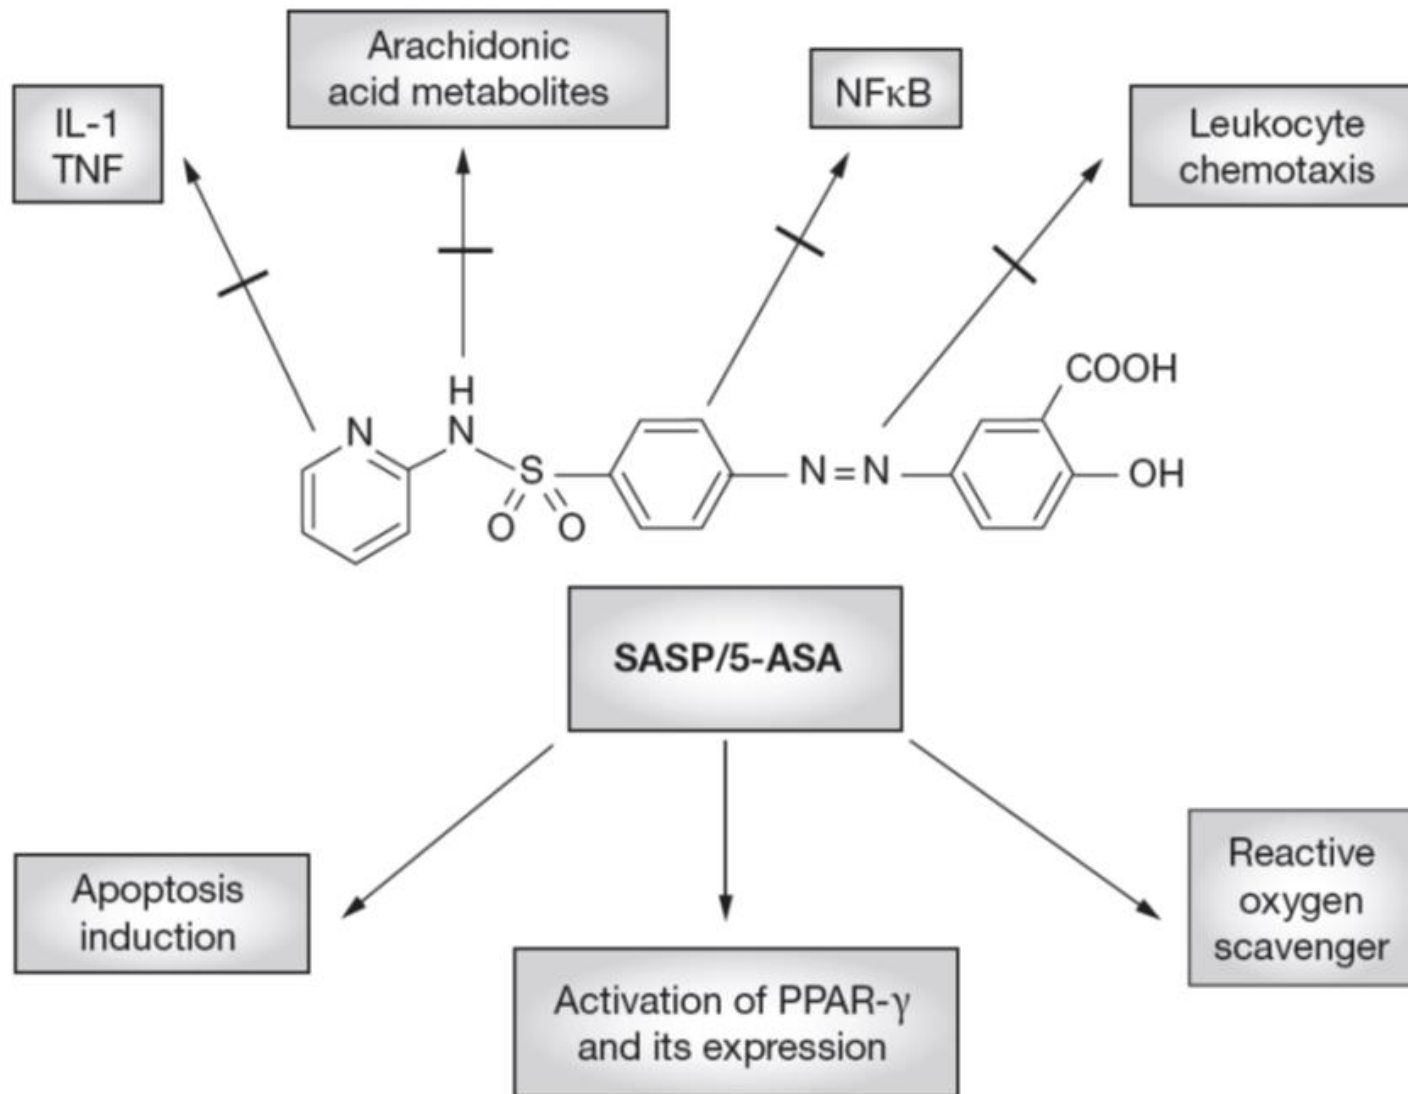 Arachidonic
acid metabolites
NFκB
IL-1
TNF
Leukocyte
chemotaxis
COOH
H
N
N
S
N=N
OH
O
O
SASP/5-ASA
Apoptosis
induction
Activation of PPAR-γ
and its expression
Reactive
oxygen
scavenger